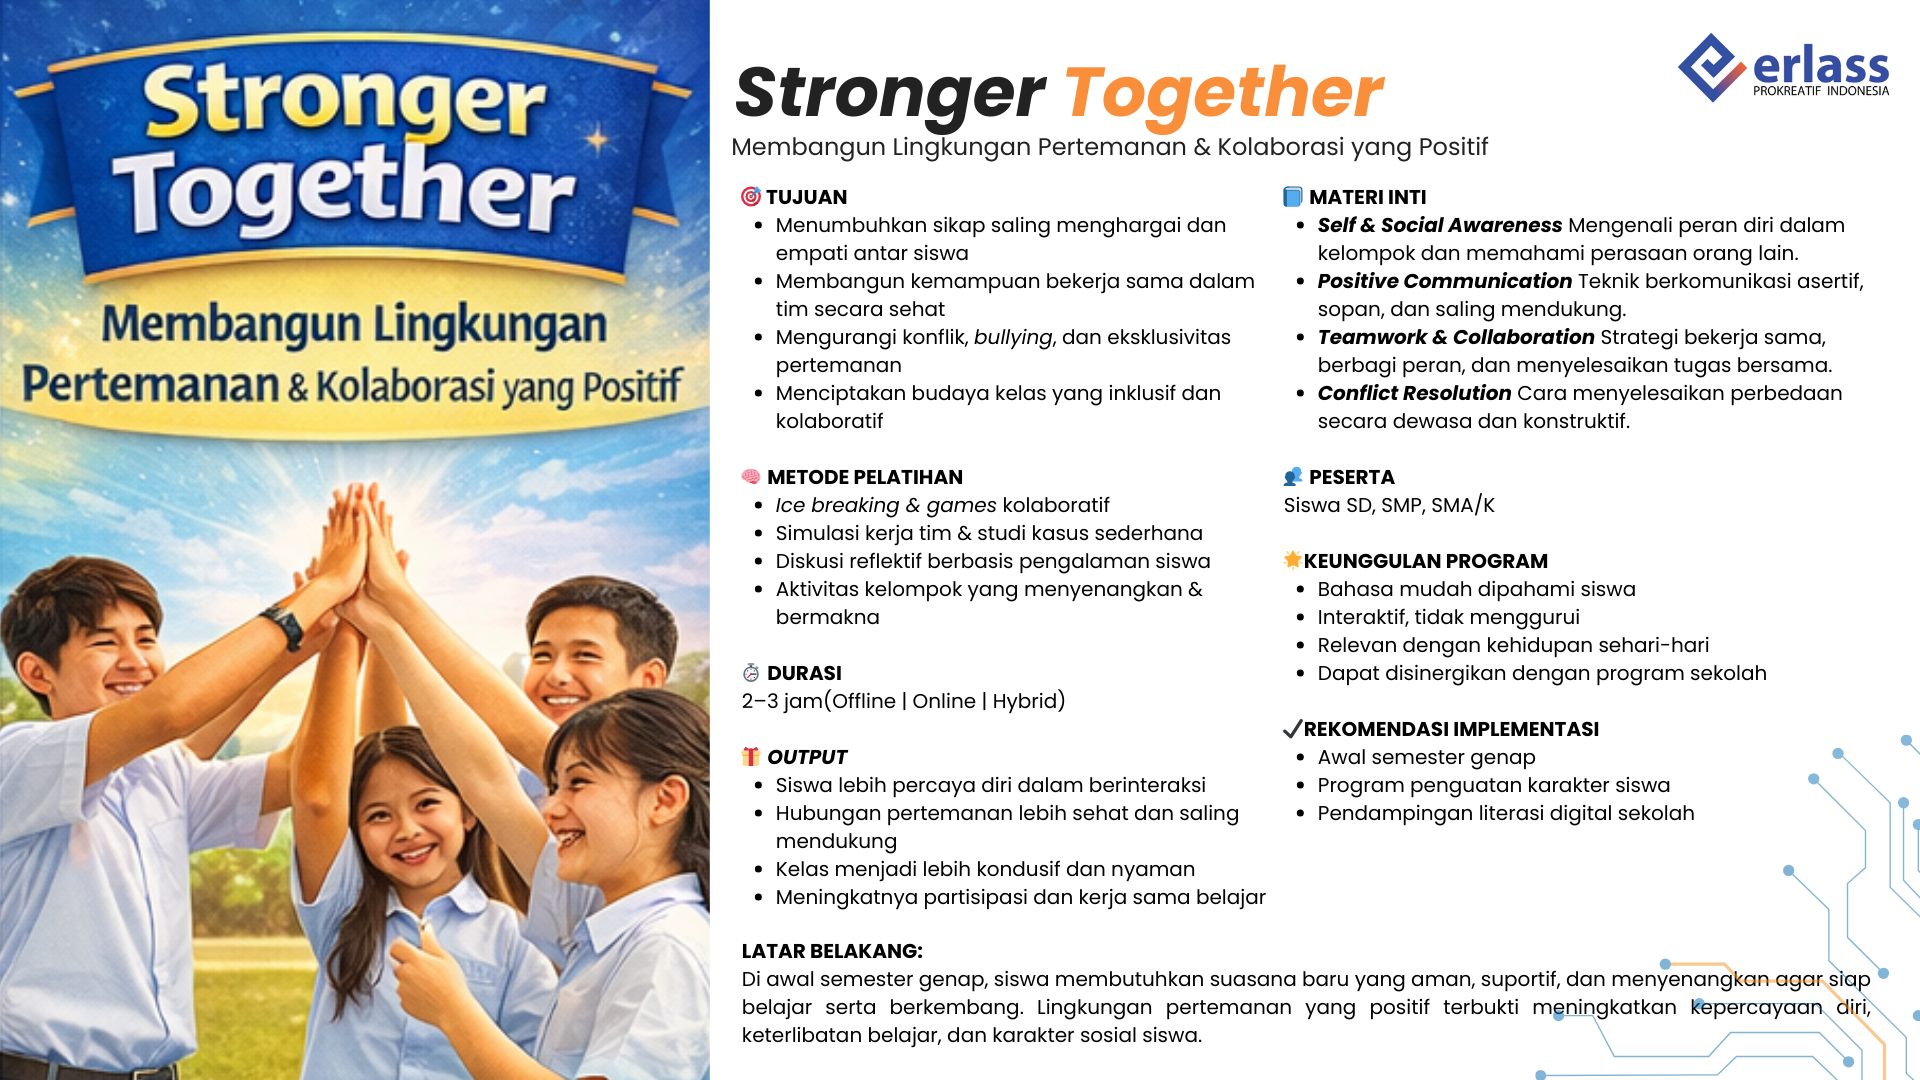 Stronger
Together
Membangun Lingkungan
Pertemanan & Kolaborasi yang Positif
Stronger Together
Membangun Lingkungan Pertemanan & Kolaborasi yang Positif
erlass
PROKREATIF INDONESIA
TUJUAN
• Menumbuhkan sikap saling menghargai dan
empati antar siswa
• Membangun kemampuan bekerja sama dalam
tim secara sehat
• Mengurangi konflik, bullying, dan eksklusivitas
pertemanan
• Menciptakan budaya kelas yang inklusif dan
kolaboratif
METODE PELATIHAN
• Ice breaking & games kolaboratif
• Simulasi kerja tim & studi kasus sederhana
• Diskusi reflektif berbasis pengalaman siswa
• Aktivitas kelompok yang menyenangkan &
bermakna
DURASI
2–3 jam(Offline | Online | Hybrid)
OUTPUT
• Siswa lebih percaya diri dalam berinteraksi
• Hubungan pertemanan lebih sehat dan saling
mendukung
• Kelas menjadi lebih kondusif dan nyaman
• Meningkatnya partisipasi dan kerja sama belajar
MATERI INTI
• Self & Social Awareness Mengenali peran diri dalam
kelompok dan memahami perasaan orang lain.
• Positive Communication Teknik berkomunikasi asertif,
sopan, dan saling mendukung.
• Teamwork & Collaboration Strategi bekerja sama,
berbagi peran, dan menyelesaikan tugas bersama.
• Conflict Resolution Cara menyelesaikan perbedaan
secara dewasa dan konstruktif.
PESERTA
Siswa SD, SMP, SMA/K
KEUNGGULAN PROGRAM
• Bahasa mudah dipahami siswa
• Interaktif, tidak menggurui
• Relevan dengan kehidupan sehari-hari
• Dapat disinergikan dengan program sekolah
REKOMENDASI IMPLEMENTASI
• Awal semester genap
• Program penguatan karakter siswa
• Pendampingan literasi digital sekolah
LATAR BELAKANG:
Di awal semester genap, siswa membutuhkan suasana baru yang aman, suportif, dan menyenangkan agar siap
belajar serta berkembang. Lingkungan pertemanan yang positif terbukti meningkatkan kepercayaan diri,
keterlibatan belajar, dan karakter sosial siswa.